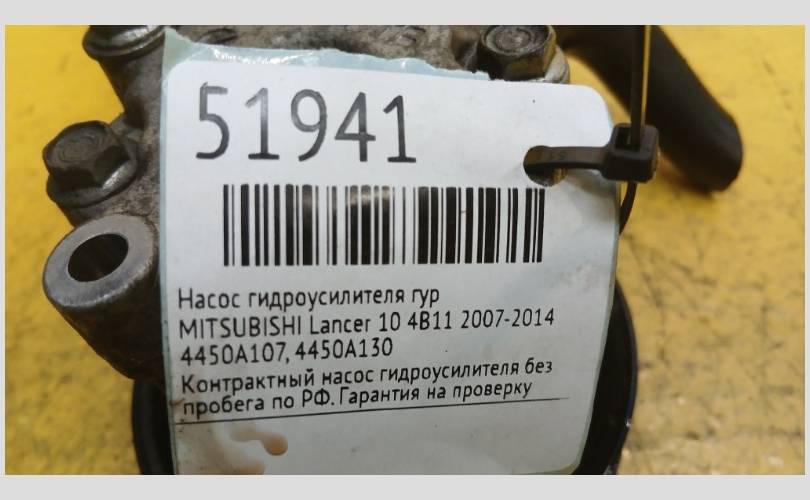 51941
Насос гидроусилителя гур
MITSUBISHI Lancer 10 4B11 2007-2014
4450A107, 4450A130
Контрактный насос гидроусилителя без
пробега по РФ. Гарантия на проверку